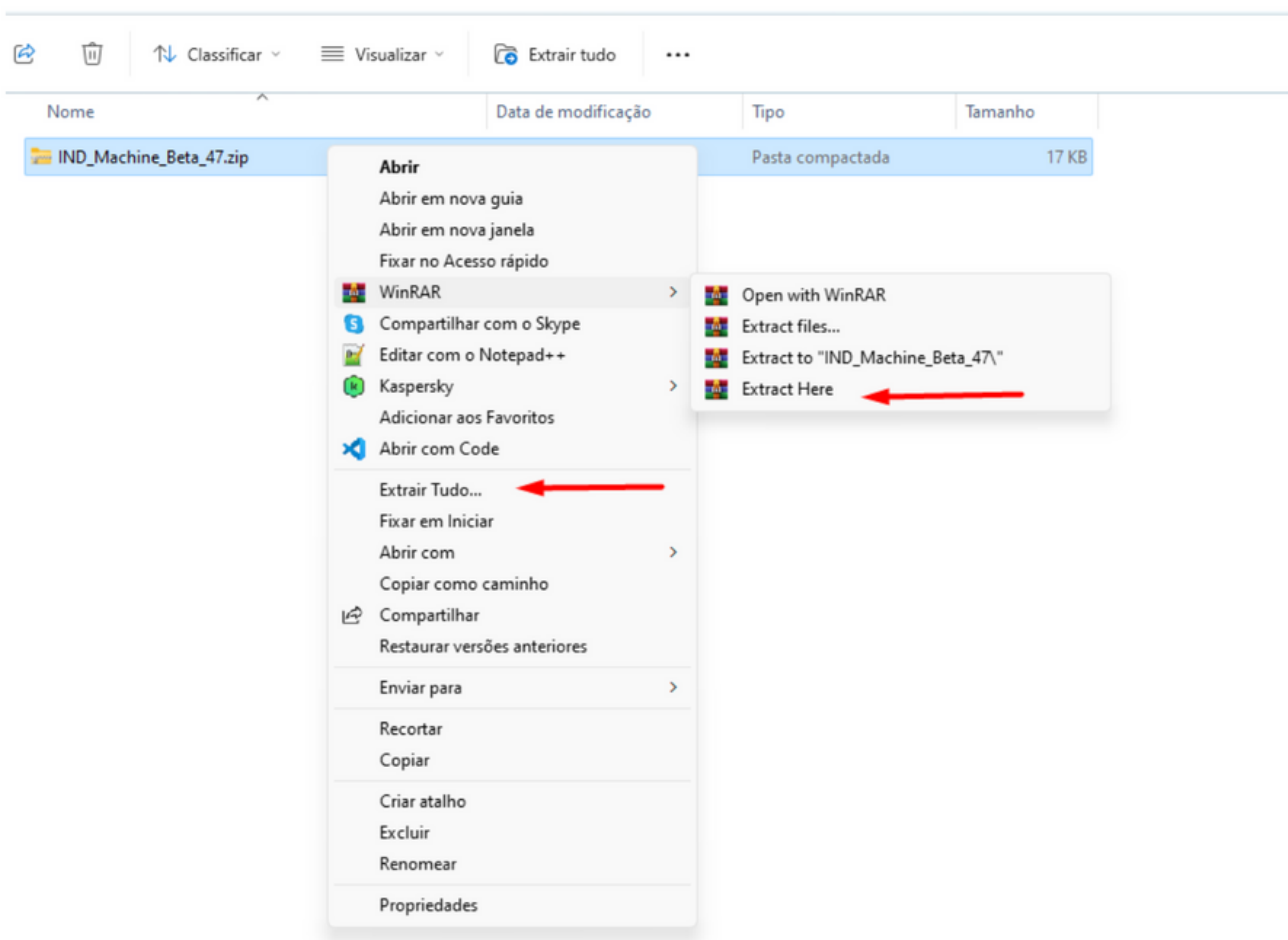 Classificar
Visualizar
Extrair tudo
Nome
Data de modificação
Tipo
Tamanho
IND_Machine_Beta_47.zip
Pasta compactada
17 KB
Abrir
Abrir em nova guia
Abrir em nova janela
Fixar no Acesso rápido
WinRAR
Compartilhar com o Skype
Editar com o Notepad++
Kaspersky
Adicionar aos Favoritos
Abrir com Code
Extrair Tudo...
Fixar em Iniciar
Abrir com
Copiar como caminho
Compartilhar
Restaurar versões anteriores
Enviar para
Recortar
Copiar
Criar atalho
Excluir
Renomear
Propriedades
Open with WinRAR
Extract files...
Extract to "IND_Machine_Beta_47\"
Extract Here